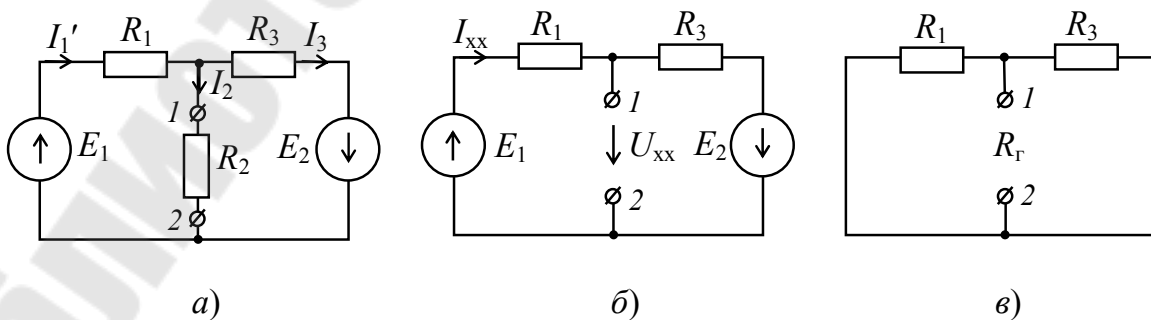 I₁′ R₁ R₃ I₃
I₂
1
E₁ R₂ E₂
2
а)
Iхх R₁ R₃
1
E₁ Uхх E₂
2
б)
R₁ R₃
1
Rг
2
в)